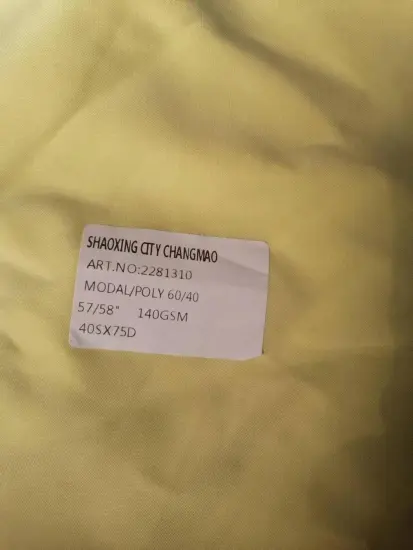 SHAOXING CITY CHANGMAO
ART.NO:2281310
MODAL/POLY 60/40
57/58" 140GSM
40SX75D